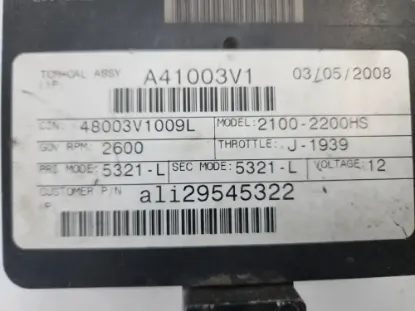 ASSY A41003V1 03/05/2008
48003V1009L MODEL: 2100-2200HS
GOV RPM: 2600 THROTTLE: J-1939
PRI MODE: 5321-L SEC MODE: 5321-L VOLTAGE: 12
CUSTOMER P/N ali29545322